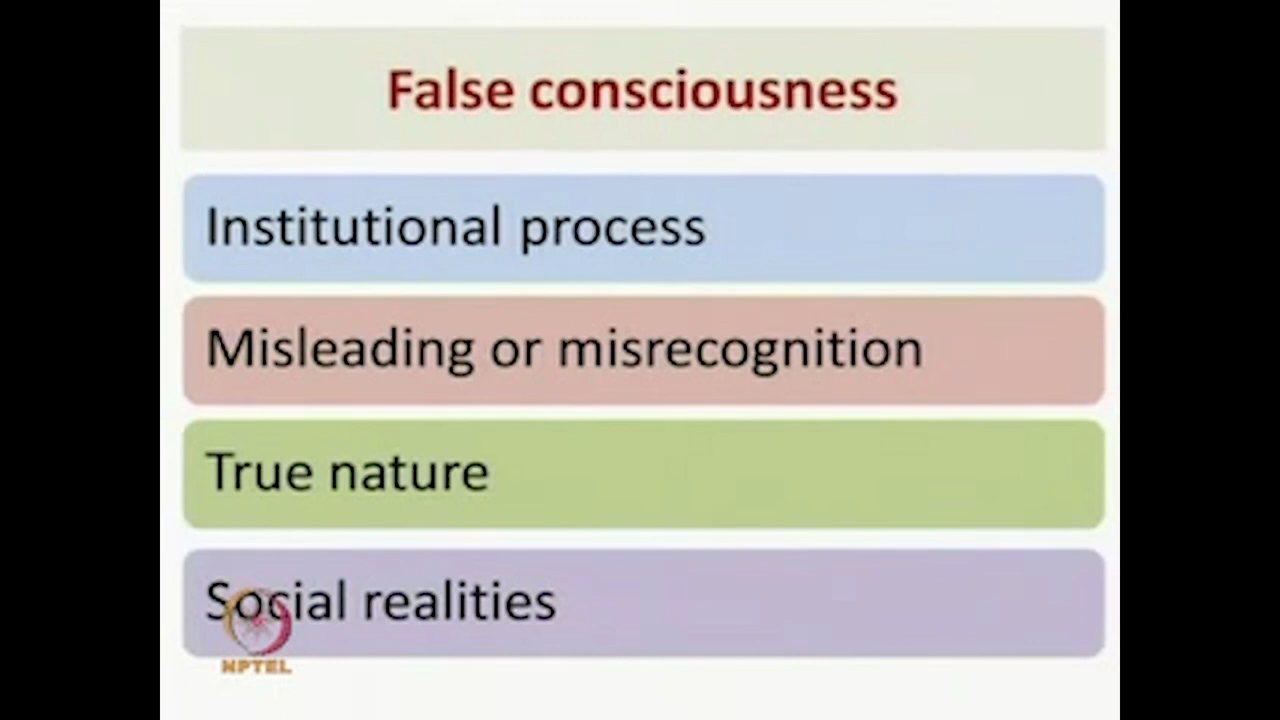 False consciousness
Institutional process
Misleading or misrecognition
True nature
Social realities
NPTEL